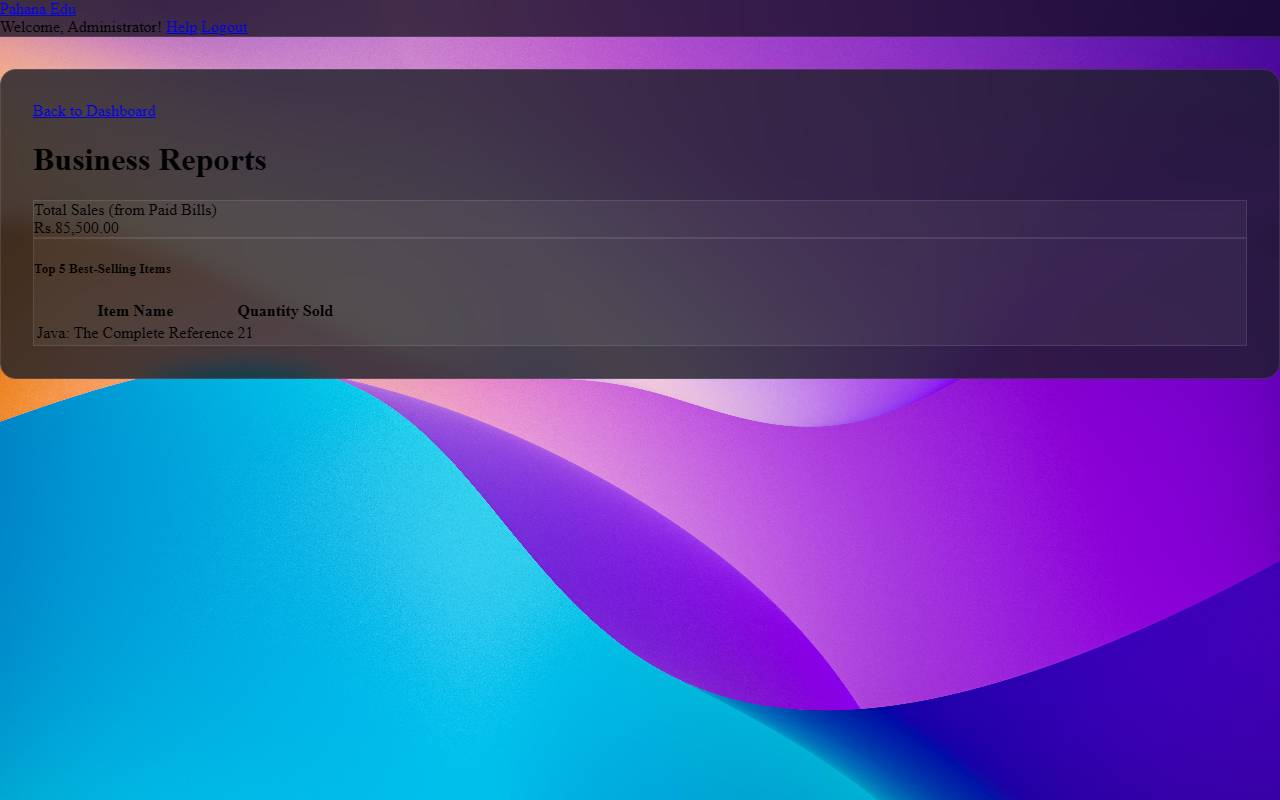 Pahana Edu
Welcome, Administrator! Help Logout
Back to Dashboard
Business Reports
Total Sales (from Paid Bills)
Rs.85,500.00
Top 5 Best-Selling Items
Item Name Quantity Sold
Java: The Complete Reference 21